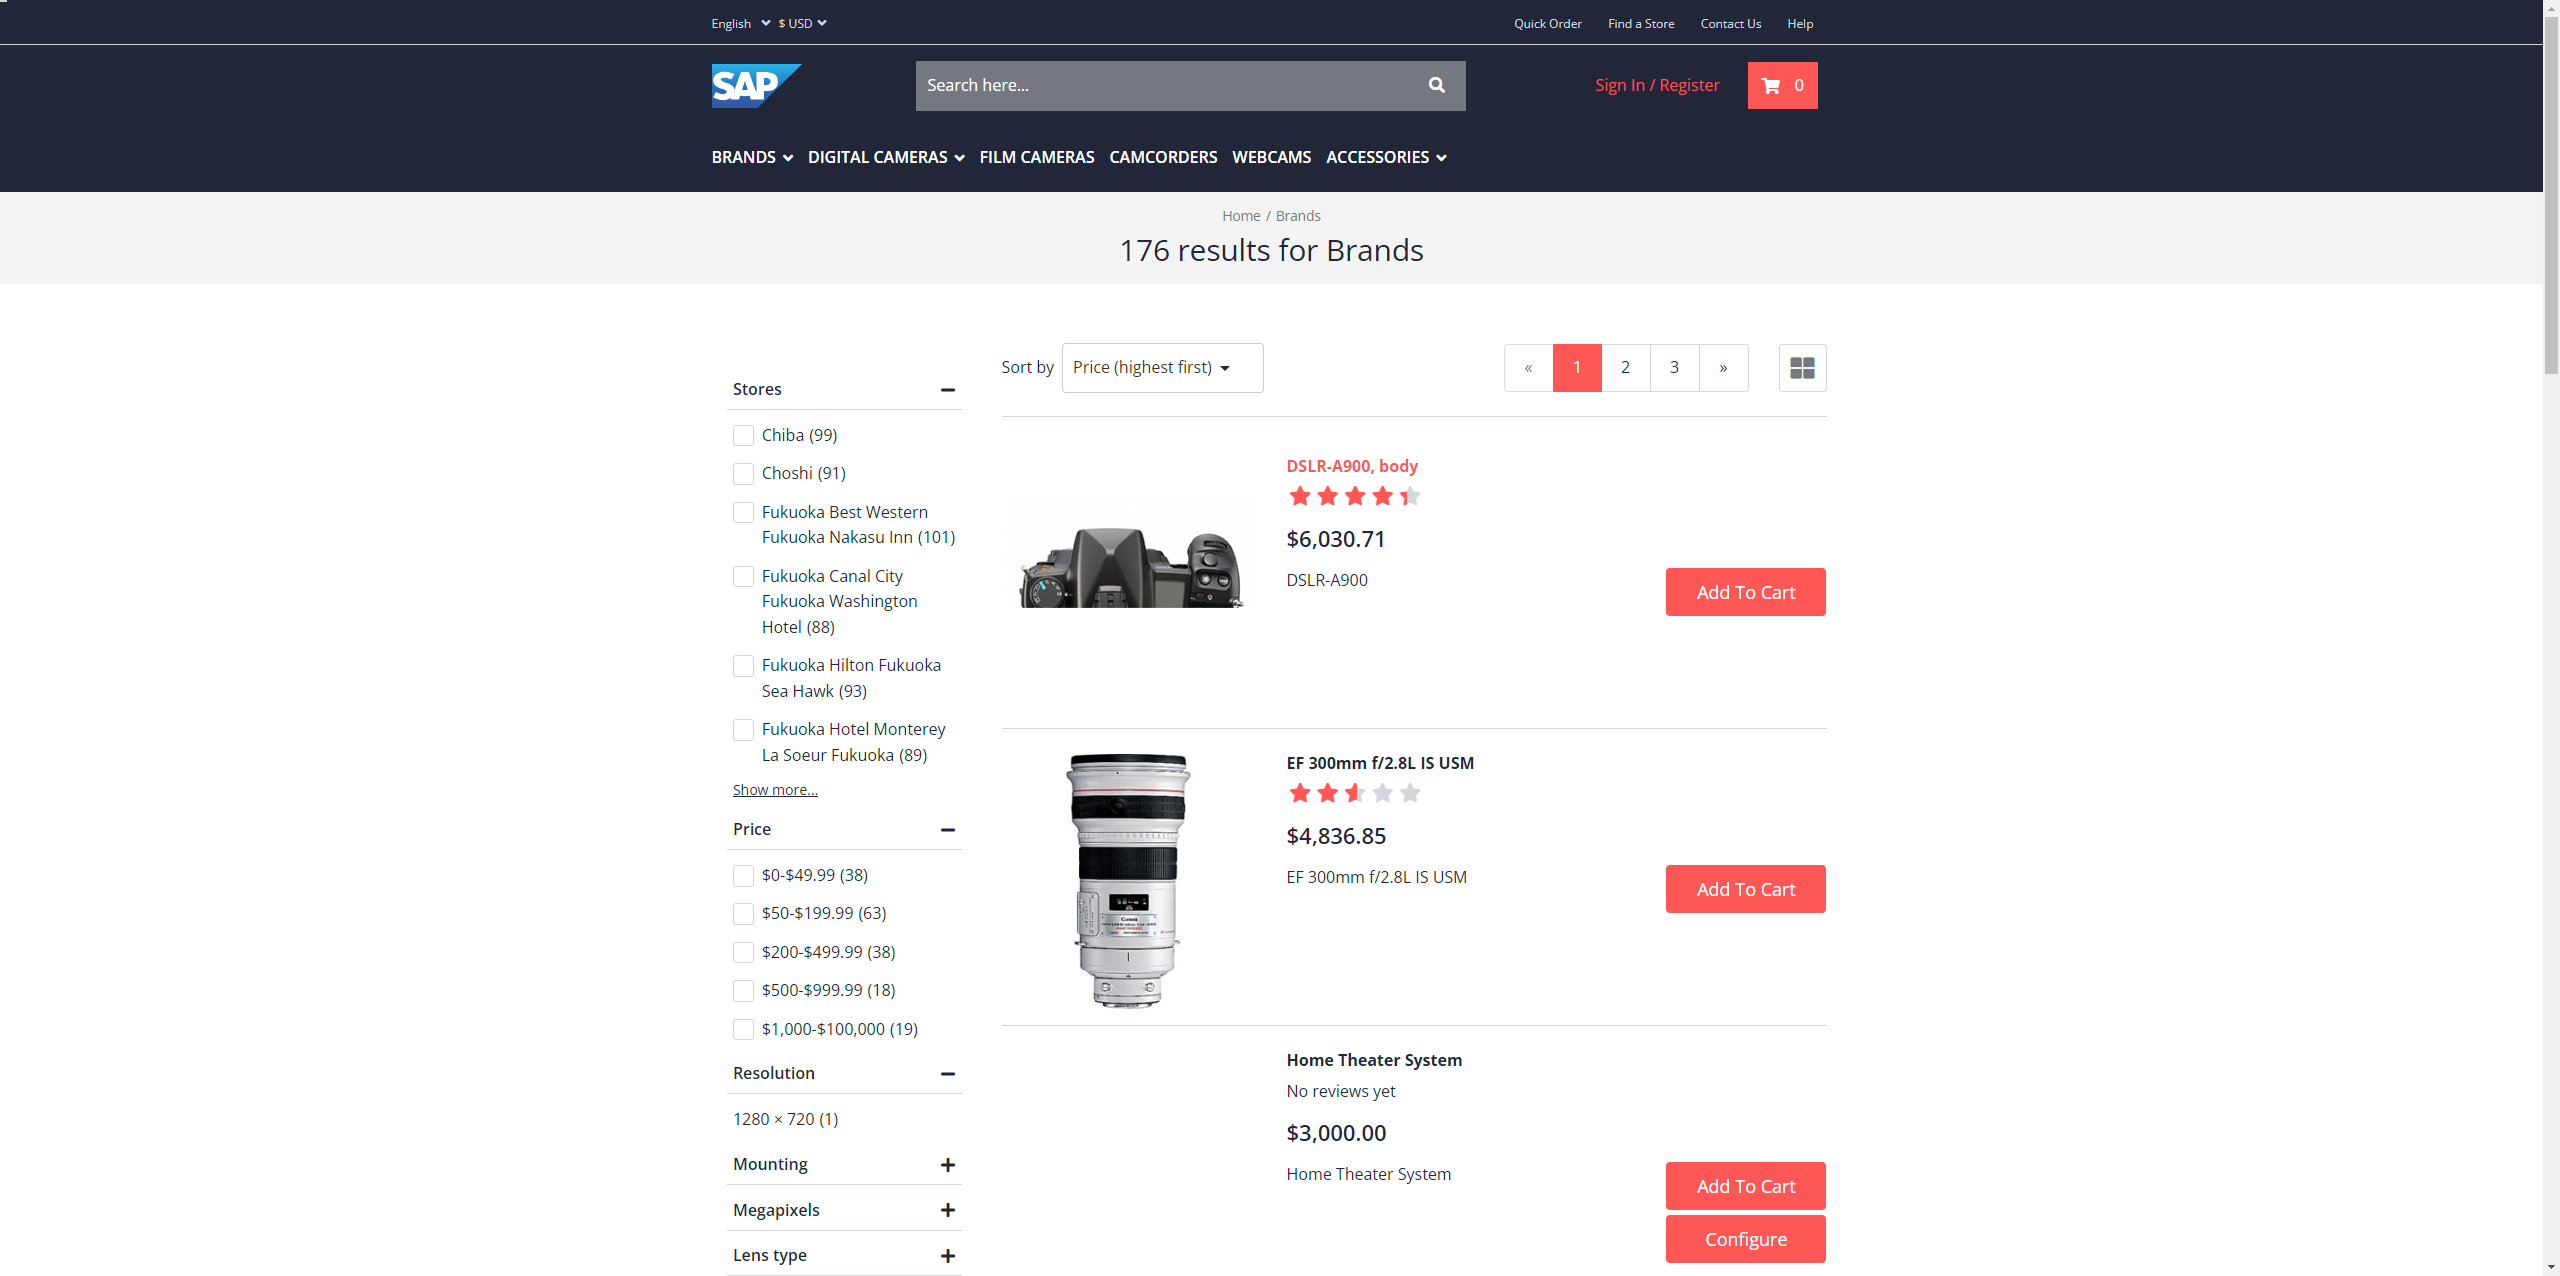 English $ USD
Quick Order Find a Store Contact Us Help
SAP
Search here...
Sign In / Register
0
BRANDS DIGITAL CAMERAS FILM CAMERAS CAMCORDERS WEBCAMS ACCESSORIES
Home / Brands
176 results for Brands
Stores
Chiba (99)
Choshi (91)
Fukuoka Best Western
Fukuoka Nakasu Inn (101)
Fukuoka Canal City
Fukuoka Washington
Hotel (88)
Fukuoka Hilton Fukuoka
Sea Hawk (93)
Fukuoka Hotel Monterey
La Soeur Fukuoka (89)
Show more...
Price
$0-$49.99 (38)
$50-$199.99 (63)
$200-$499.99 (38)
$500-$999.99 (18)
$1,000-$100,000 (19)
Resolution
1280 × 720 (1)
Mounting
Megapixels
Lens type
Sort by Price (highest first)
« 1 2 3 »
DSLR-A900, body
$6,030.71
DSLR-A900
Add To Cart
EF 300mm f/2.8L IS USM
$4,836.85
EF 300mm f/2.8L IS USM
Add To Cart
Canon
Home Theater System
No reviews yet
$3,000.00
Home Theater System
Add To Cart
Configure